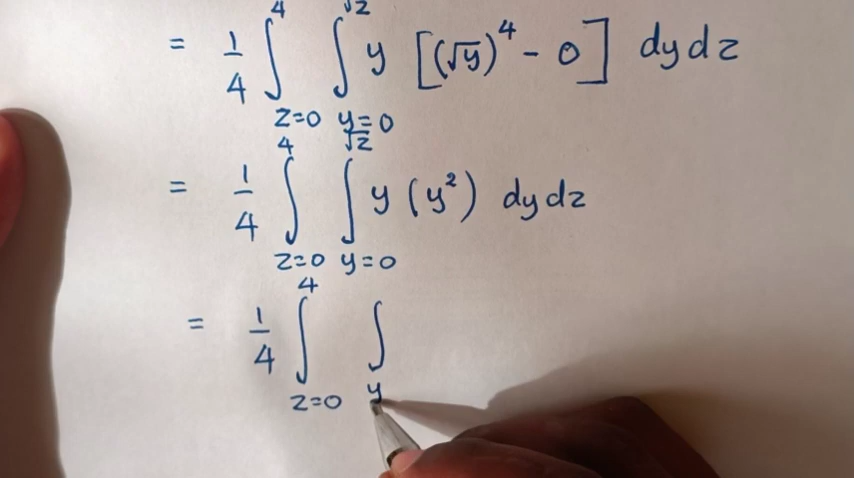 4 √2
= 1/4 ∫ ∫ y [(√y)⁴ - 0] dy dz
z=0 y=0
4 √z
= 1/4 ∫ ∫ y (y²) dy dz
z=0 y=0
4
= 1/4 ∫ ∫
z=0 y